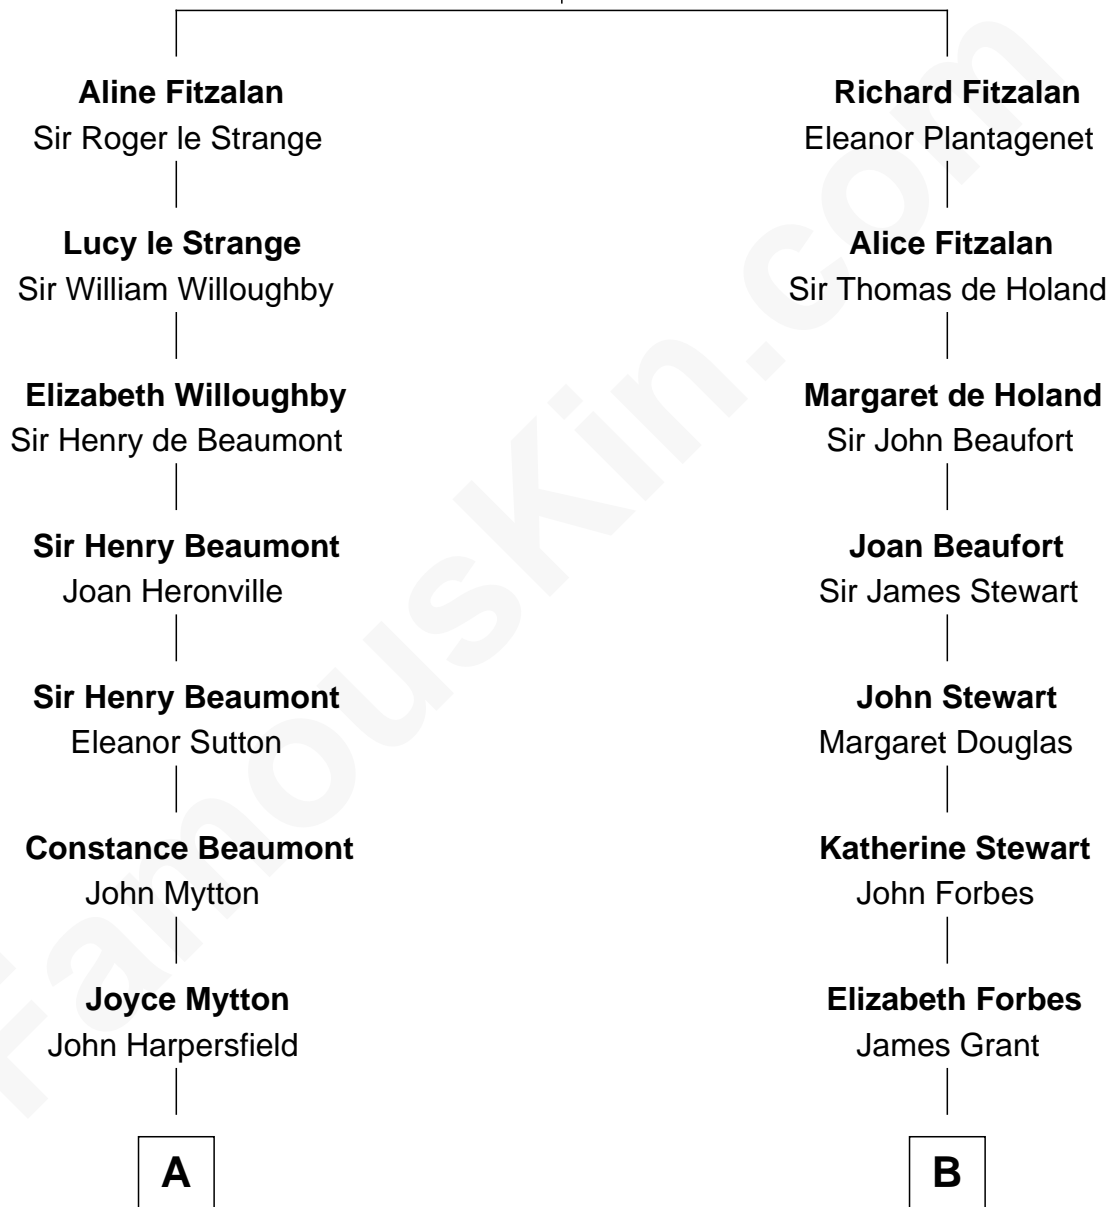 Aline Fitzalan
Sir Roger le Strange
Lucy le Strange
Sir William Willoughby
Elizabeth Willoughby
Sir Henry de Beaumont
Sir Henry Beaumont
Joan Heronville
Sir Henry Beaumont
Eleanor Sutton
Constance Beaumont
John Mytton
Joyce Mytton
John Harpersfield
A
Richard Fitzalan
Eleanor Plantagenet
Alice Fitzalan
Sir Thomas de Holand
Margaret de Holand
Sir John Beaufort
Joan Beaufort
Sir James Stewart
John Stewart
Margaret Douglas
Katherine Stewart
John Forbes
Elizabeth Forbes
James Grant
B
FamousKin.com